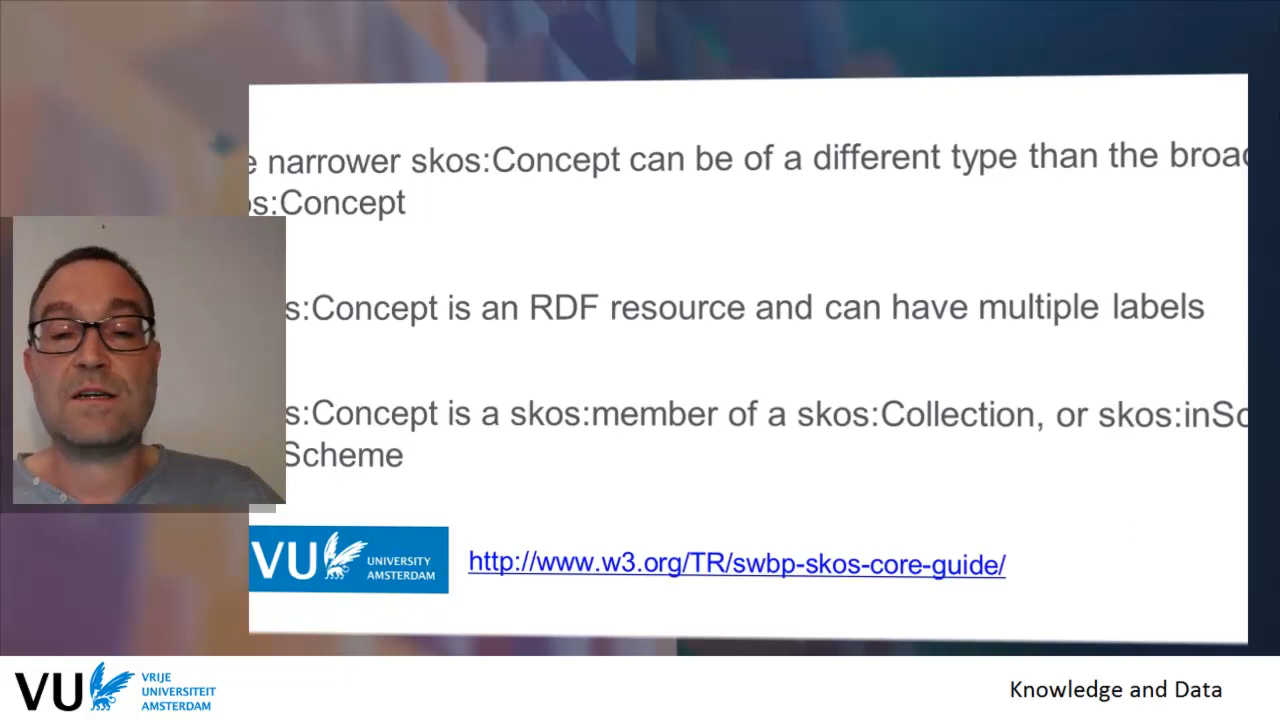 e narrower skos:Concept can be of a different type than the broad
os:Concept
s:Concept is an RDF resource and can have multiple labels
s:Concept is a skos:member of a skos:Collection, or skos:inSc
Scheme
VU UNIVERSITY
AMSTERDAM
http://www.w3.org/TR/swbp-skos-core-guide/
VU VRIJE
UNIVERSITEIT
AMSTERDAM
Knowledge and Data